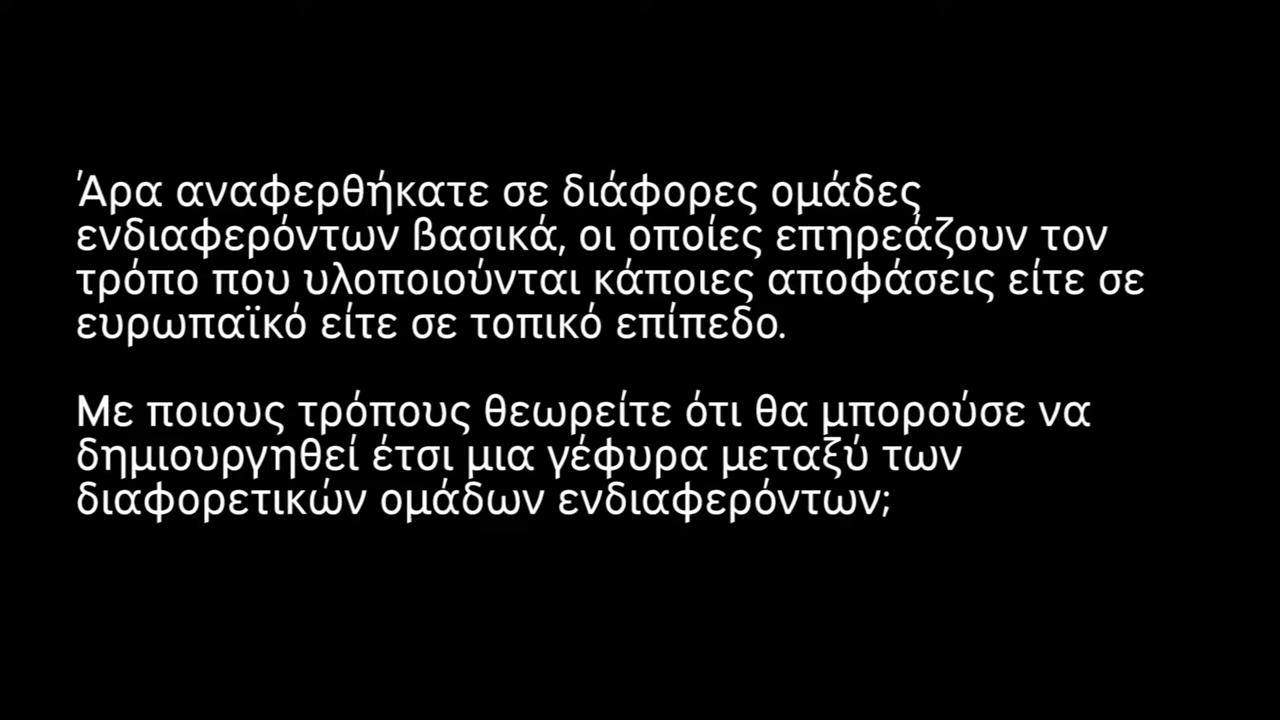 Άρα αναφερθήκατε σε διάφορες ομάδες
ενδιαφερόντων βασικά, οι οποίες επηρεάζουν τον
τρόπο που υλοποιούνται κάποιες αποφάσεις είτε σε
ευρωπαϊκό είτε σε τοπικό επίπεδο.
Με ποιους τρόπους θεωρείτε ότι θα μπορούσε να
δημιουργηθεί έτσι μια γέφυρα μεταξύ των
διαφορετικών ομάδων ενδιαφερόντων;